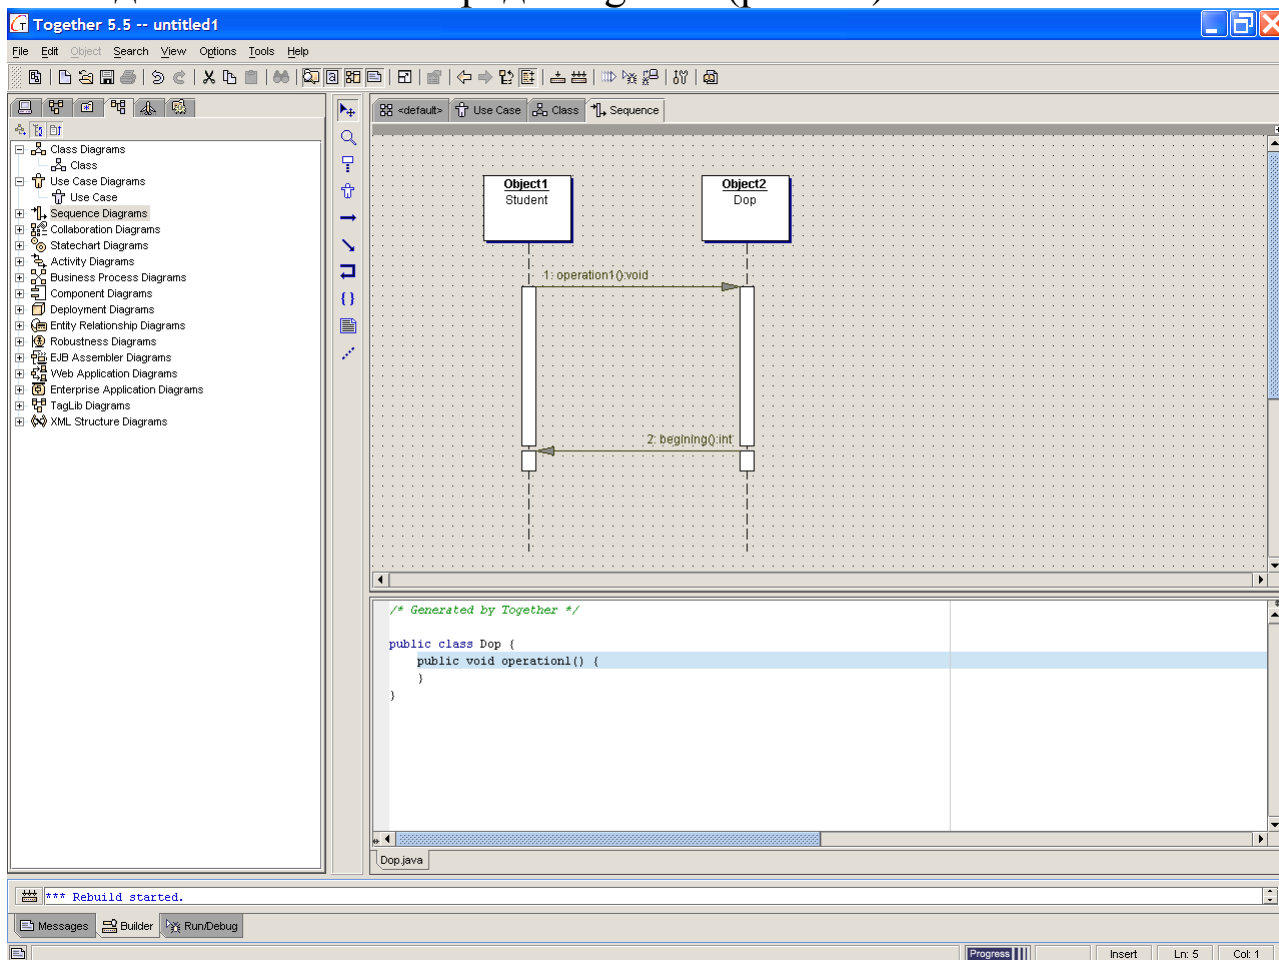 Together 5.5 -- untitled1
File Edit Object Search View Options Tools Help
<default> Use Case Class Sequence
Class Diagrams
Class
Use Case Diagrams
Use Case
Sequence Diagrams
Collaboration Diagrams
Statechart Diagrams
Activity Diagrams
Business Process Diagrams
Component Diagrams
Deployment Diagrams
Entity Relationship Diagrams
Robustness Diagrams
EJB Assembler Diagrams
Web Application Diagrams
Enterprise Application Diagrams
TagLib Diagrams
XML Structure Diagrams
Object1
Student
Object2
Dop
1: operation1():void
2: begining():int
/* Generated by Together */
public class Dop {
public void operation1() {
}
}
Dop.java
*** Rebuild started.
Messages Builder Run/Debug
Progress Insert Ln: 5 Col: 1